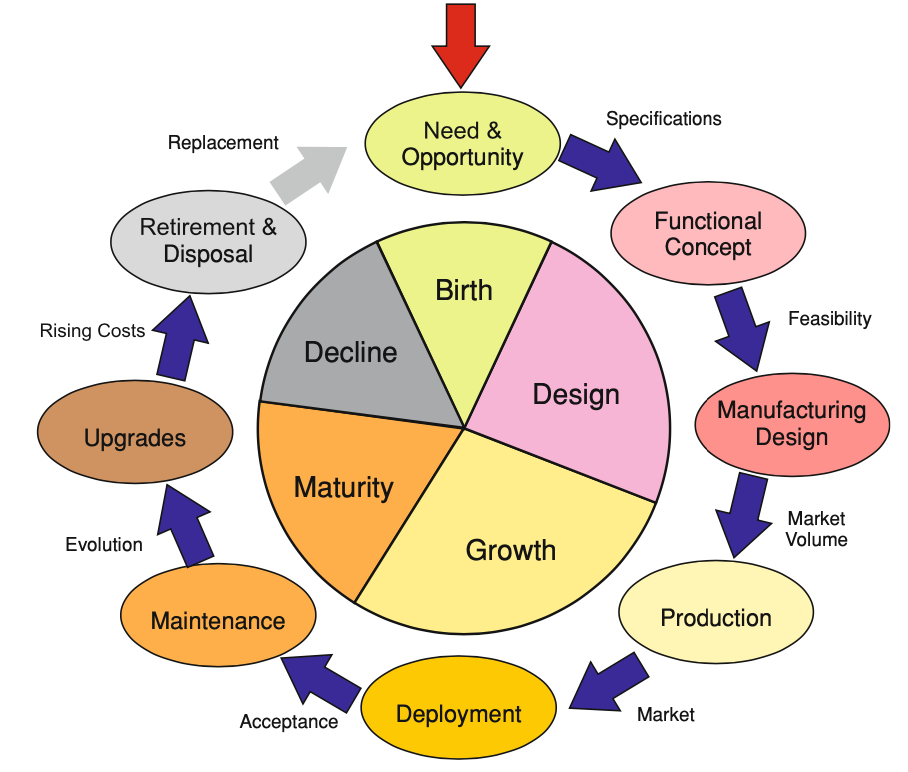 Need &
Opportunity
Specifications
Functional
Concept
Feasibility
Manufacturing
Design
Market
Volume
Production
Market
Deployment
Acceptance
Maintenance
Evolution
Upgrades
Rising Costs
Retirement &
Disposal
Replacement
Birth
Design
Growth
Maturity
Decline